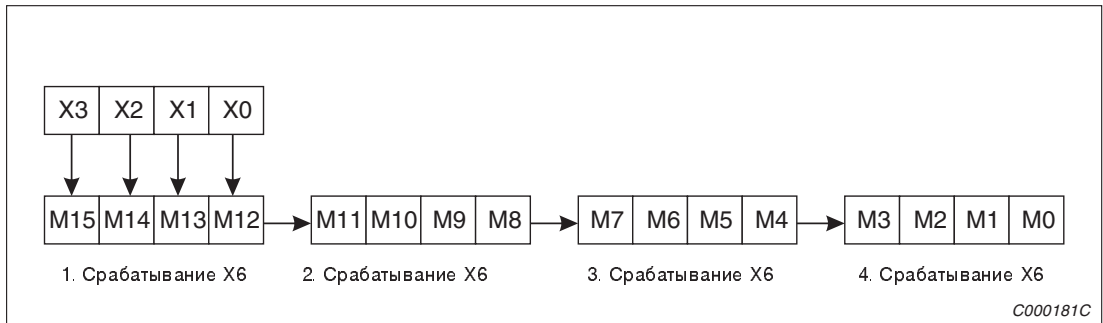 X3 X2 X1 X0
M15 M14 M13 M12 M11 M10 M9 M8 M7 M6 M5 M4 M3 M2 M1 M0
1. Срабатывание X6 2. Срабатывание X6 3. Срабатывание X6 4. Срабатывание X6
C000181C